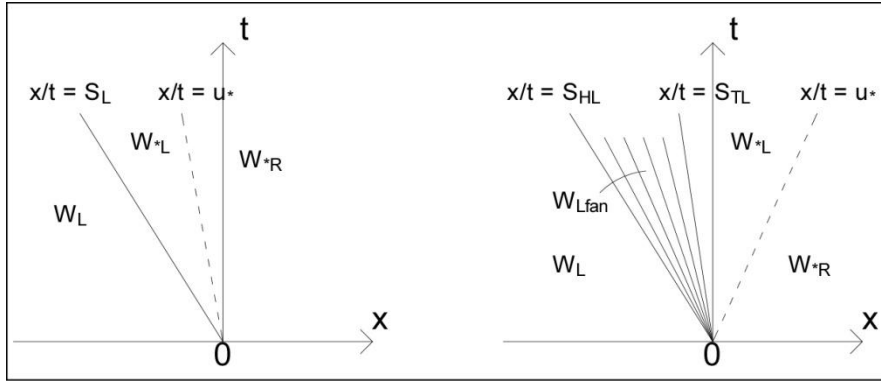 t
x/t = S_L x/t = u*
W*L
W*R
W_L
x
0
t
x/t = S_HL x/t = S_TL x/t = u*
W*L
W_Lfan
W_L
W*R
x
0